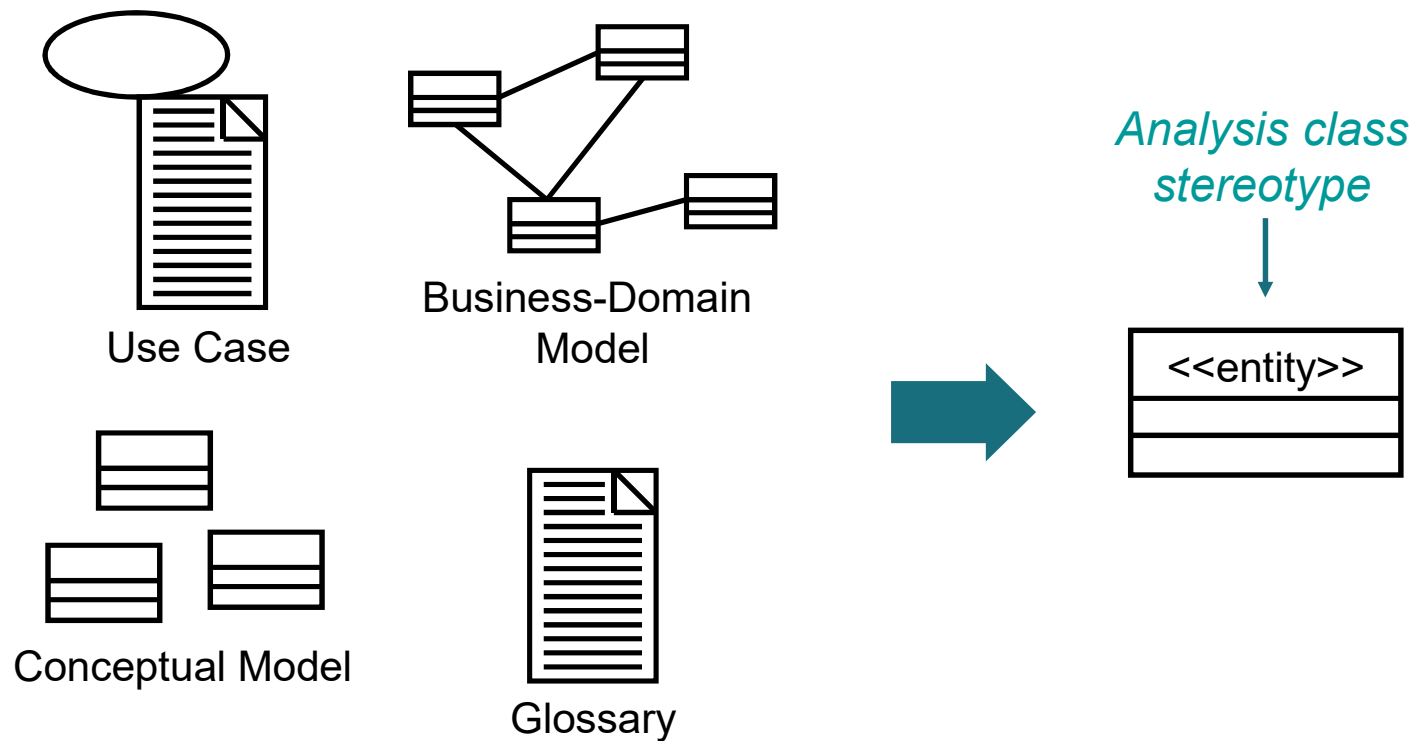 Use Case
Business-Domain
Model
Conceptual Model
Glossary
Analysis class
stereotype
<<entity>>